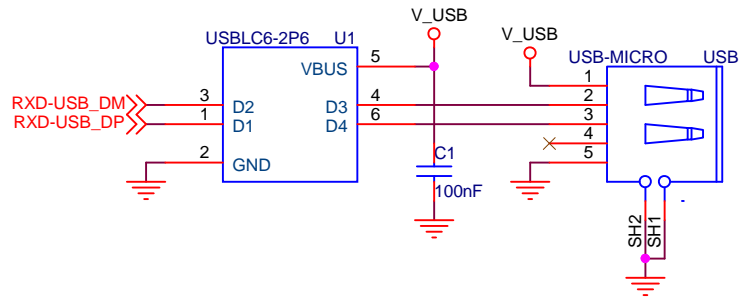 V_USB
USBLC6-2P6 U1
V_USB
USB-MICRO USB
VBUS 5
1
RXD-USB_DM 3 D2 D3 4 2
RXD-USB_DP 1 D1 D4 6 3
4
2 GND
5
C1
100nF
SH2
SH1